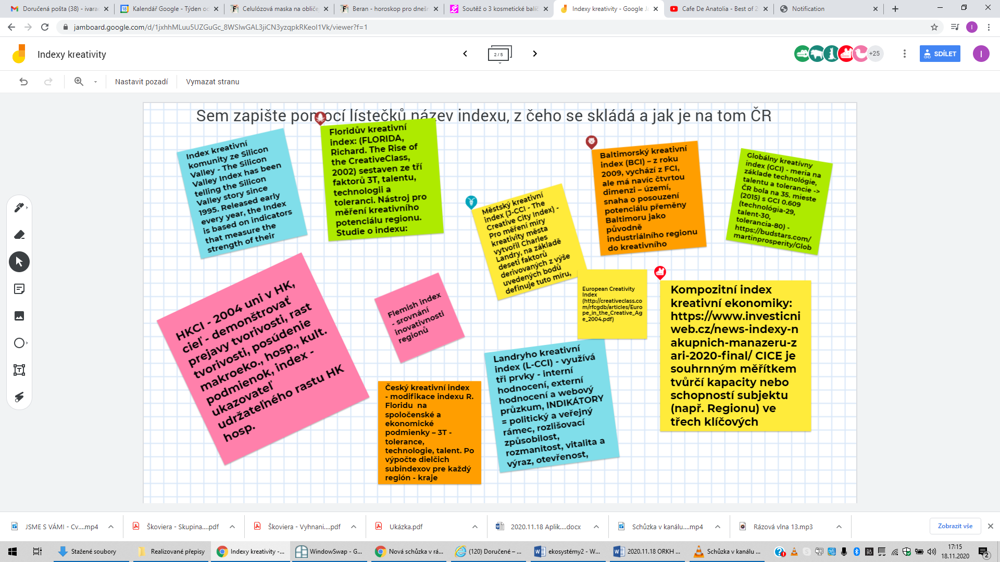 Doručená pošta (38) - ivara
Kalendář Google - Týden o
Celulózová maska na obliče
Beran - horoskop pro dneš
Soutěž o 3 kosmetické balíč
Indexy kreativity - Google Ja
Cafe De Anatolia - Best of 2
Notification
jamboard.google.com/d/1jxhhMLuu5UZGuGc_8WSIwGAL3jiCN3yzqpkRKeoI1Vk/viewer?f=1
I
Indexy kreativity
2 / 5
+25
SDÍLET
I
Nastavit pozadí
Vymazat stranu
Sem zapište pomocí lístečků název indexu, z čeho se skládá a jak je na tom ČR
Index kreativní
komunity ze Silicon
Valley - The Silicon
Valley Index has been
telling the Silicon
Valley story since
1995. Released early
every year, the Index
is based on indicators
that measure the
strength of their
Floridův kreativní
index: (FLORIDA,
Richard. The Rise of
the CreativeClass,
2002) sestaven ze tří
faktorů 3T, talentu,
technologii a
toleranci. Nástroj pro
měření kreativního
potenciálu regionu.
Studie o indexu:
Městský kreativní
index (J-CCI - The
Creative City Index) -
Pro měření míry
kreativity města
vytvořil Charles
Landry, na základě
deseti faktorů
derivovaných z výše
uvedených bodů
definuje tuto míru,
Baltimorský kreativní
index (BCI) – z roku
2009, vychází z FCI,
ale má navíc čtvrtou
dimenzi – území,
snaha o posouzení
potenciálu přeměny
Baltimoru jako
původně
industriálního regionu
do kreativního
Globálny kreatívny
index (GCI) - meria na
základe technológie,
talentu a tolerancie ->
ČR bola na 35. mieste
(2015) s GCI 0.609
(technológia-29,
talent-30,
tolerancia-80) -
https://budstars.com/
martinprosperity/Glob
HKCI - 2004 uni v HK,
cieľ - demonštrovať
prejavy tvorivosti, rast
tvorivosti, posúdenie
makroeko., hosp., kult.
podmienok, index -
ukazovateľ
udržateľného rastu HK
hosp.
Flemish index
- srovnání
inovativnosti
regionů
European Creativity
Index
(http://creativeclass.co
m/rfcgdb/articles/Euro
pe_in_the_Creative_Ag
e_2004.pdf)
Kompozitní index
kreativní ekonomiky:
https://www.investicni
web.cz/news-indexy-n
akupnich-manazeru-z
ari-2020-final/ CICE je
souhrnným měřítkem
tvůrčí kapacity nebo
schopností subjektu
(např. Regionu) ve
třech klíčových
Český kreativní index
- modifikace indexu R.
Floridu na
spoločenské a
ekonomické
podmienky – 3T -
tolerance,
technologie, talent. Po
výpočte dielčich
subindexov pre každý
región - kraje
Landryho kreativní
index (L-CCI) - využívá
tři prvky - interní
hodnocení, externí
hodnocení a webový
průzkum, INDIKÁTORY
= politický a veřejný
rámec, rozlišovací
způsobilost,
rozmanitost, vitalita a
výraz, otevřenost,
JSME S VÁMI - Cv....mp4
Škoviera - Skupina....pdf
Škoviera - Vyhnani....pdf
Ukázka.pdf
2020.11.18 Aplik....docx
Schůzka v kanálu....mp4
Rázová vlna 13.mp3
Zobrazit vše
Stažené soubory
Realizované přepisy
Indexy kreativity -...
WindowSwap - G...
Nová schůzka v rá...
(120) Doručené – ...
ekosystémy2 - W...
2020.11.18 ORKH ...
Schůzka v kanálu ...
17:15
18.11.2020
2